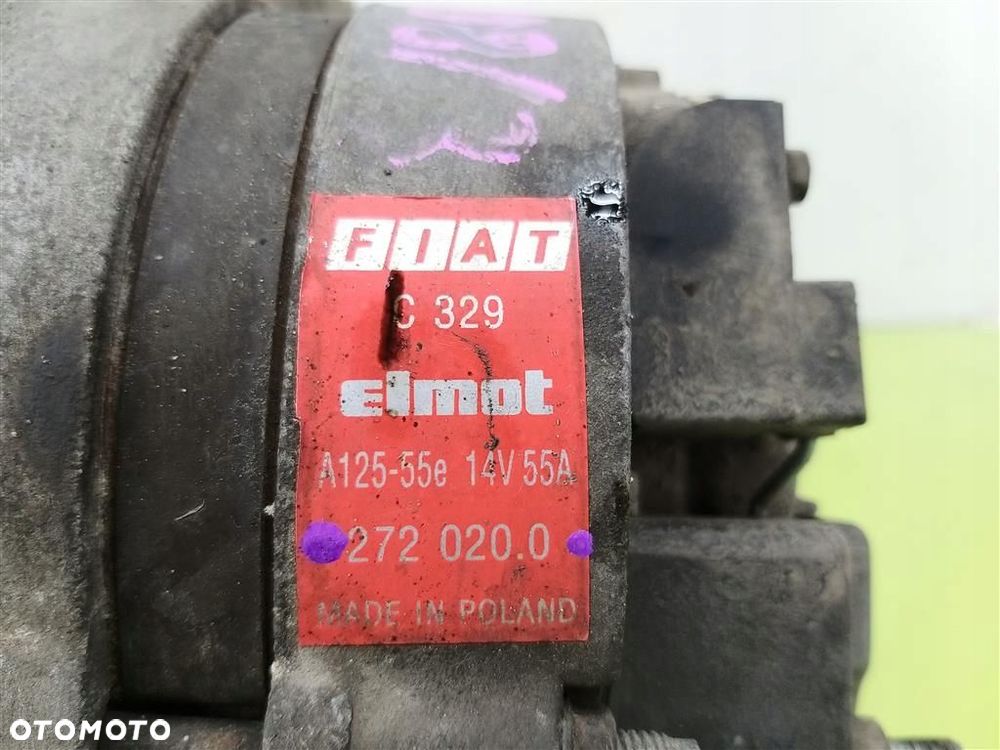 FIAT
C 329
elmot
A125-55e 14V 55A
272 020.0
MADE IN POLAND
OTOMOTO